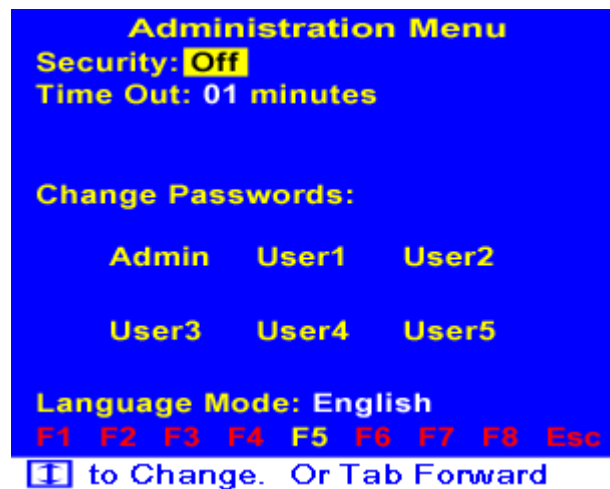 Administration Menu
Security: Off
Time Out: 01 minutes
Change Passwords:
Admin User1 User2
User3 User4 User5
Language Mode: English
F1 F2 F3 F4 F5 F6 F7 F8 Esc
to Change. Or Tab Forward